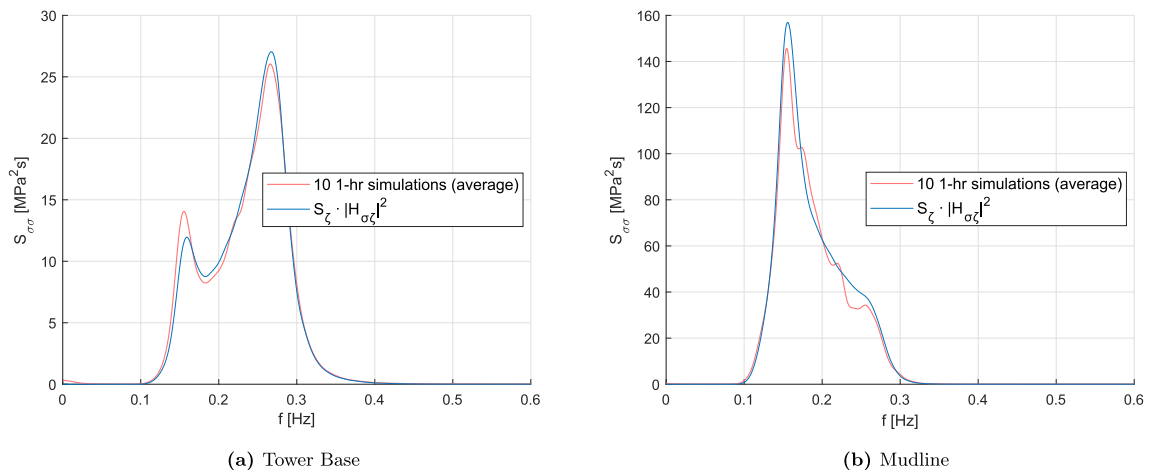 30
25
20
15
10
5
0
S_σσ [MPa²s]
0 0.1 0.2 0.3 0.4 0.5 0.6
f [Hz]
10 1-hr simulations (average)
S_ζ · |H_σζ|²
(a) Tower Base
160
140
120
100
80
60
40
20
0
S_σσ [MPa²s]
0 0.1 0.2 0.3 0.4 0.5 0.6
f [Hz]
10 1-hr simulations (average)
S_ζ · |H_σζ|²
(b) Mudline